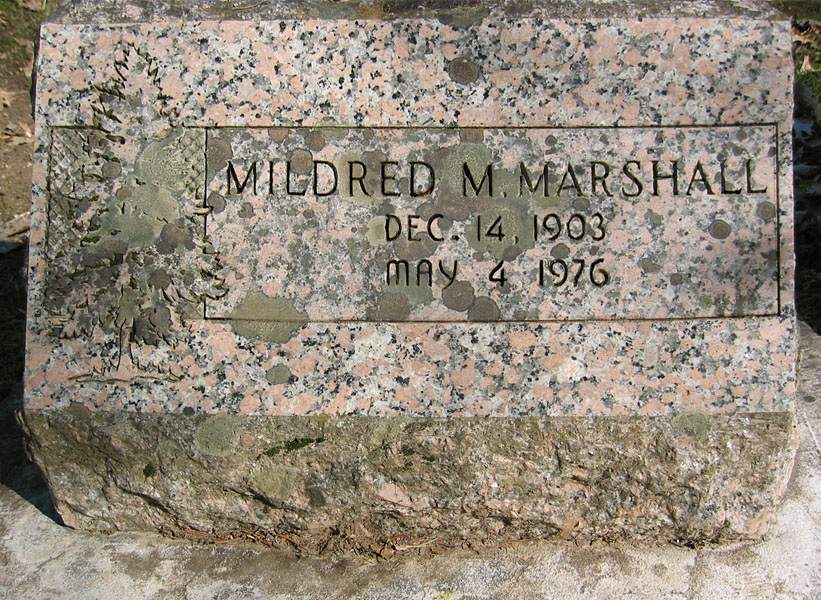 MILDRED M. MARSHALL
DEC. 14, 1903
MAY 4 1976